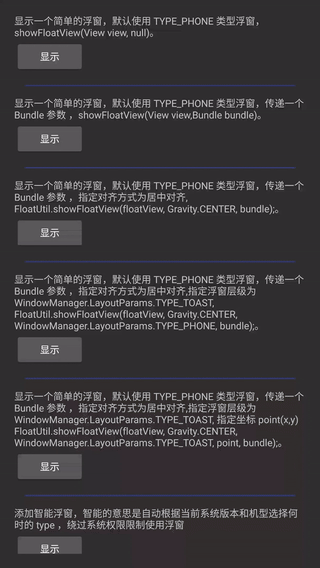 显示一个简单的浮窗，默认使用 TYPE_PHONE 类型浮窗，
showFloatView(View view, null)。
显示
显示一个简单的浮窗，默认使用 TYPE_PHONE 类型浮窗，传递一个
Bundle 参数 ，showFloatView(View view,Bundle bundle)。
显示
显示一个简单的浮窗，默认使用 TYPE_PHONE 类型浮窗，传递一个
Bundle 参数 ，指定对齐方式为居中对齐,
FloatUtil.showFloatView(floatView, Gravity.CENTER, bundle);。
显示
显示一个简单的浮窗，默认使用 TYPE_PHONE 类型浮窗，传递一个
Bundle 参数 ，指定对齐方式为居中对齐,指定浮窗层级为
WindowManager.LayoutParams.TYPE_TOAST,
FloatUtil.showFloatView(floatView, Gravity.CENTER,
WindowManager.LayoutParams.TYPE_PHONE, bundle);。
显示
显示一个简单的浮窗，默认使用 TYPE_PHONE 类型浮窗，传递一个
Bundle 参数 ，指定对齐方式为居中对齐,指定浮窗层级为
WindowManager.LayoutParams.TYPE_TOAST, 指定坐标 point(x,y)
FloatUtil.showFloatView(floatView, Gravity.CENTER,
WindowManager.LayoutParams.TYPE_TOAST, point, bundle);。
显示
添加智能浮窗，智能的意思是自动根据当前系统版本和机型选择何
时的 type ，绕过系统权限限制使用浮窗
显示